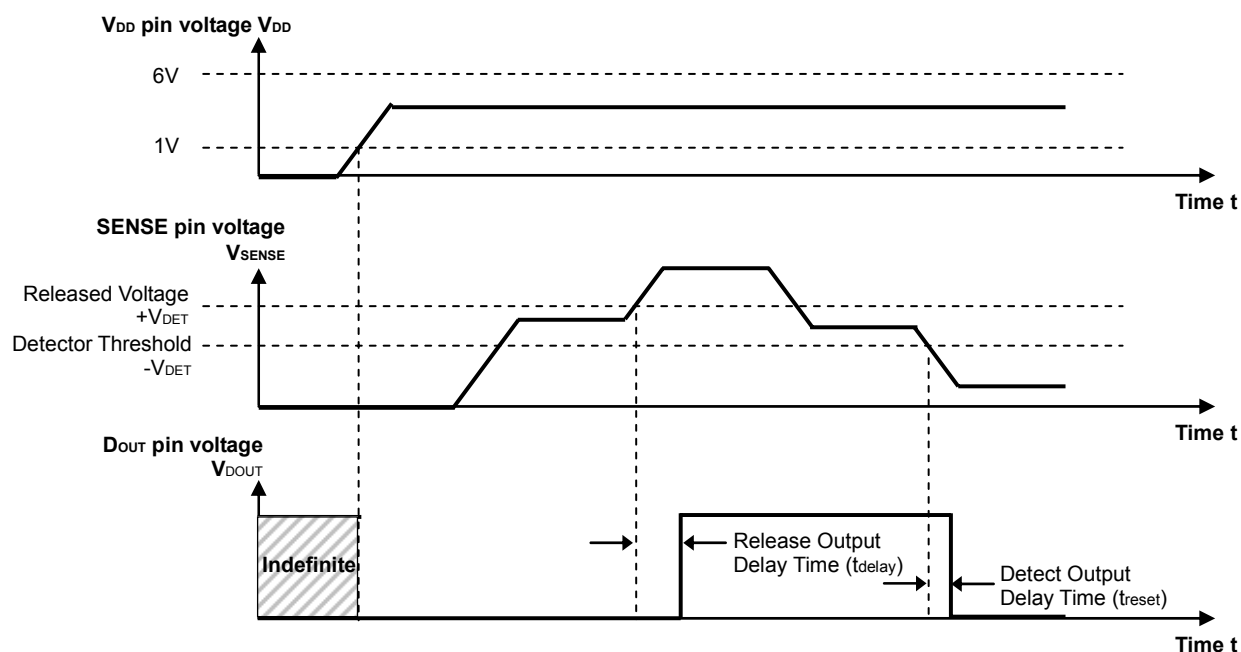 VDD pin voltage VDD
6V
1V
Time t
SENSE pin voltage
VSENSE
Released Voltage
+VDET
Detector Threshold
-VDET
Time t
DOUT pin voltage
VDOUT
Indefinite
Release Output
Delay Time (tdelay)
Detect Output
Delay Time (treset)
Time t